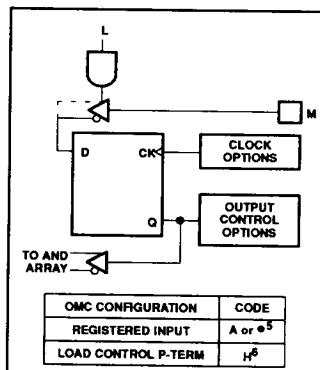 L
M
D
CK
CLOCK
OPTIONS
Q
OUTPUT
CONTROL
OPTIONS
TO AND
ARRAY
OMC CONFIGURATION CODE
REGISTERED INPUT A or ●5
LOAD CONTROL P-TERM H6